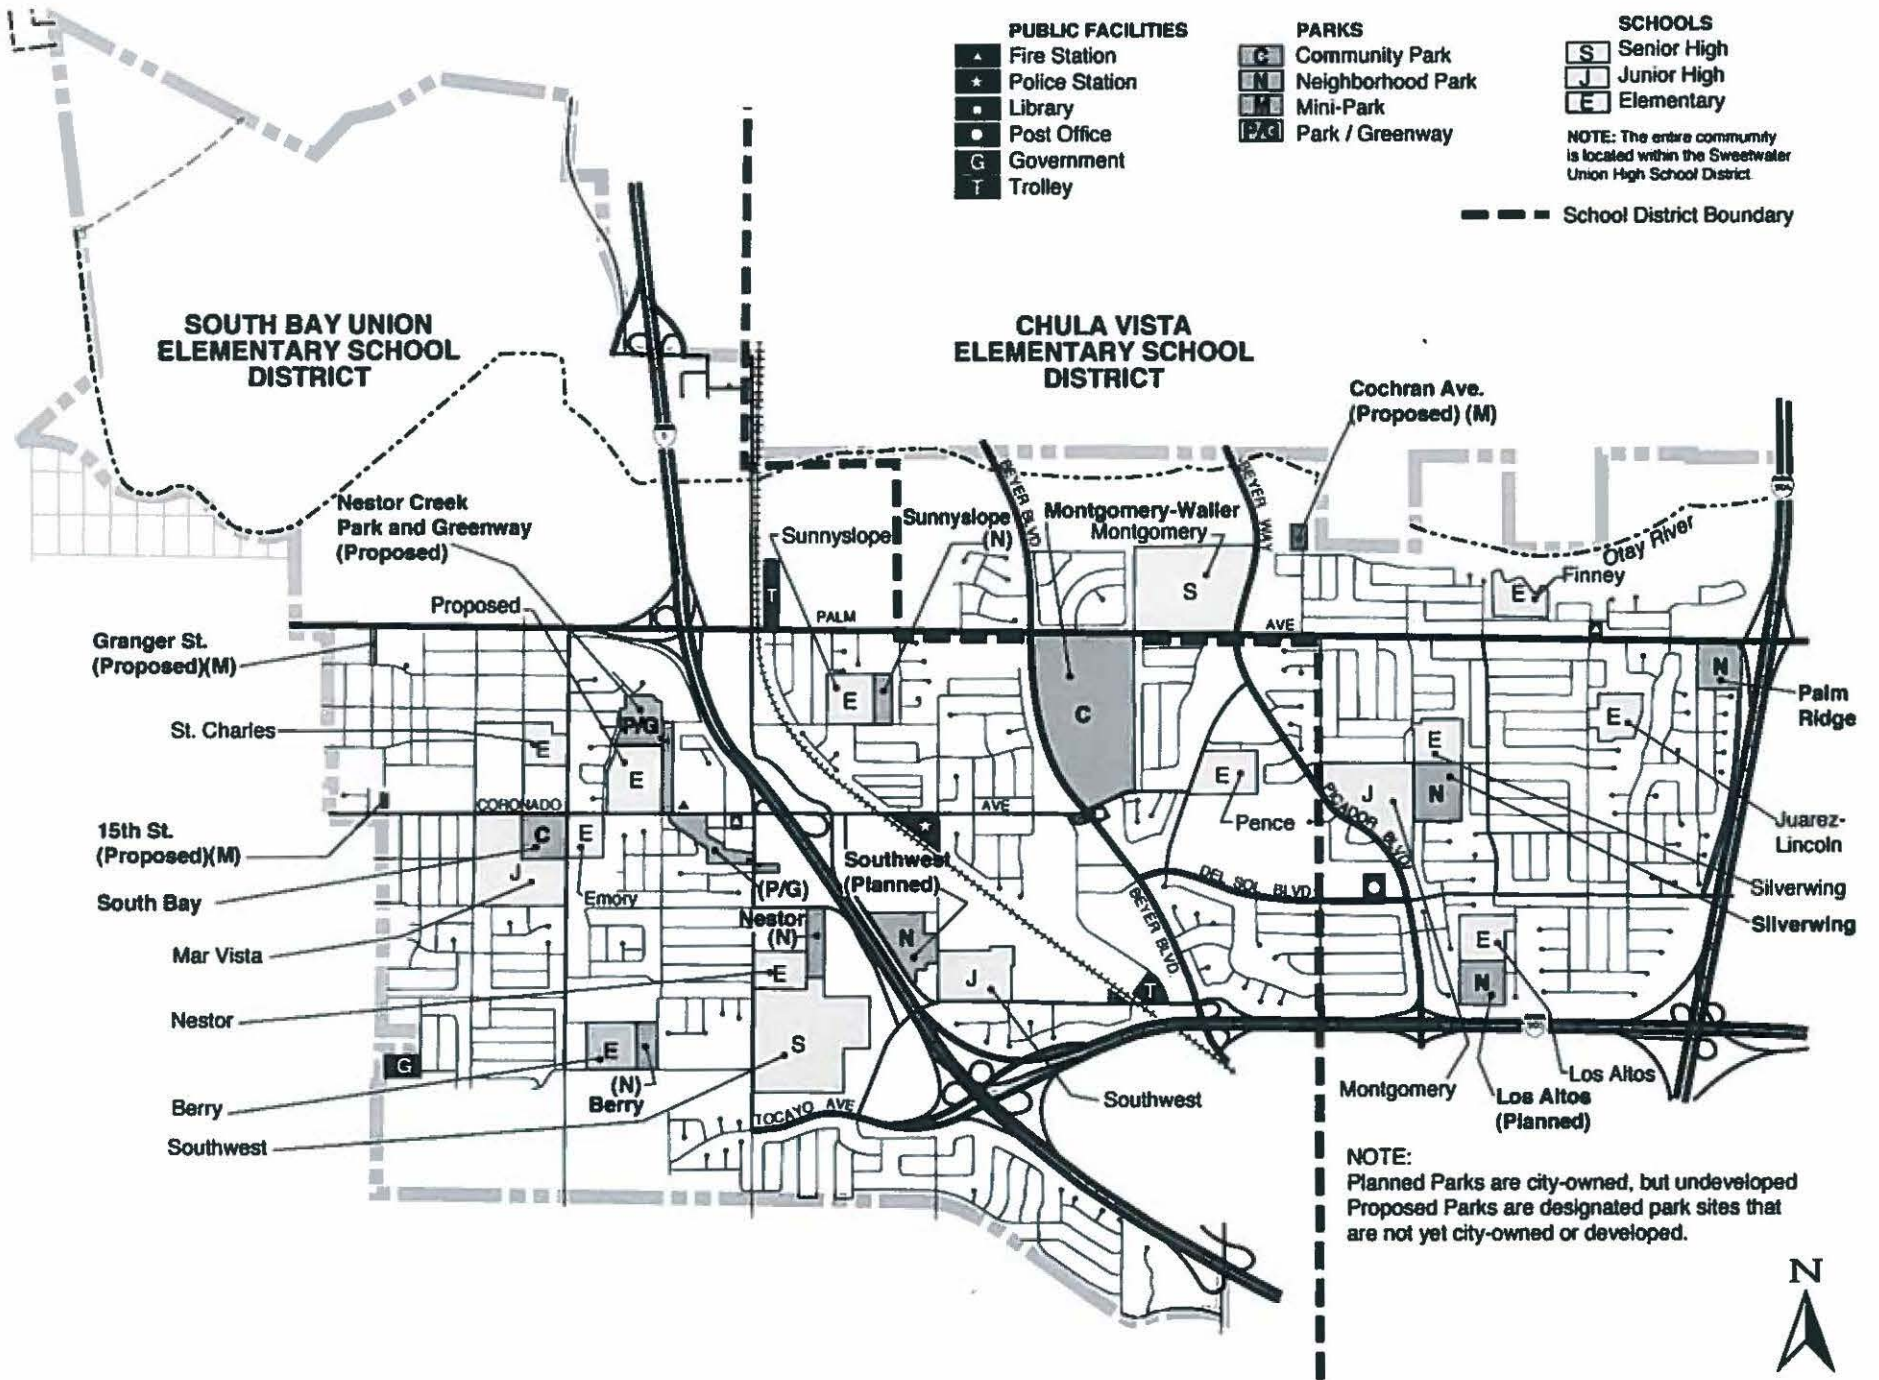 PUBLIC FACILITIES
Fire Station
Police Station
Library
Post Office
G Government
T Trolley
PARKS
C Community Park
N Neighborhood Park
M Mini-Park
P/G Park / Greenway
SCHOOLS
S Senior High
J Junior High
E Elementary
NOTE: The entire community
is located within the Sweetwater
Union High School District
School District Boundary
SOUTH BAY UNION
ELEMENTARY SCHOOL
DISTRICT
CHULA VISTA
ELEMENTARY SCHOOL
DISTRICT
Cochran Ave.
(Proposed) (M)
5
Nestor Creek
Park and Greenway
(Proposed)
Sunnyslope
Sunnyslope
(N)
BEYER BLVD
Montgomery-Waller
Montgomery
BEYER WAY
Otay River
Finney
E
S
T
Proposed
PALM
AVE
Granger St.
(Proposed)(M)
St. Charles
E
P/G
E
E
C
E
E
J
N
E
N
Palm
Ridge
CORONADO
AVE
Pence
PICADOR BLVD
Juarez-
Lincoln
15th St.
(Proposed)(M)
South Bay
C
E
J
Emory
(P/G)
Southwest
(Planned)
DEL SOL BLVD
Silverwing
Silverwing
Mar Vista
Nestor
(N)
N
E
J
BEYER BLVD.
T
E
N
Nestor
S
G
E
(N)
Berry
Berry
TOCAYO AVE
Southwest
Southwest
Montgomery
Los Altos
Los Altos
(Planned)
NOTE:
Planned Parks are city-owned, but undeveloped
Proposed Parks are designated park sites that
are not yet city-owned or developed.
N